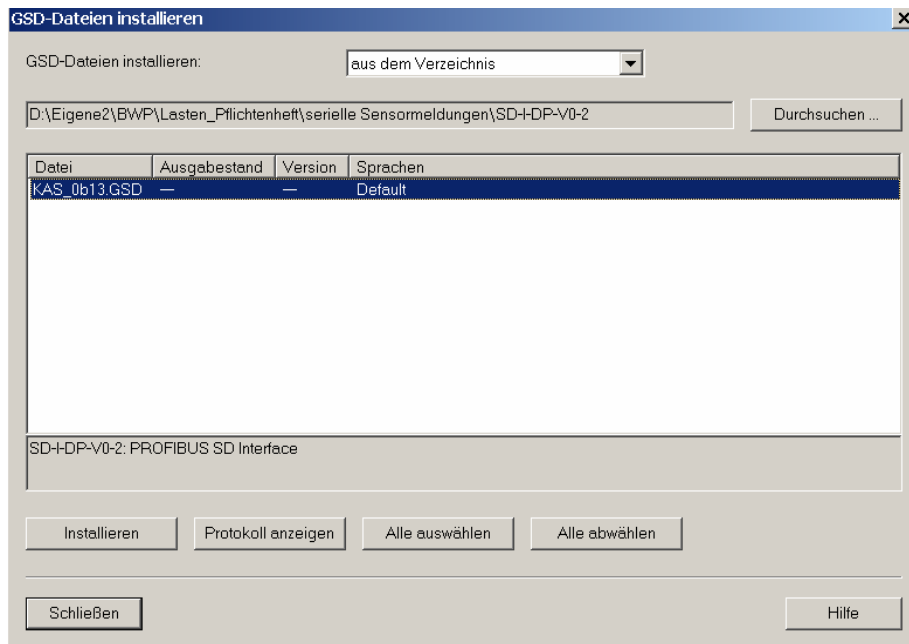 GSD-Dateien installieren
GSD-Dateien installieren: aus dem Verzeichnis
D:\Eigene2\BWP\Lasten_Pflichtenheft\serielle Sensormeldungen\SD-I-DP-V0-2 Durchsuchen ...
Datei Ausgabestand Version Sprachen
KAS_0b13.GSD — — Default
SD-I-DP-V0-2: PROFIBUS SD Interface
Installieren Protokoll anzeigen Alle auswählen Alle abwählen
Schließen Hilfe